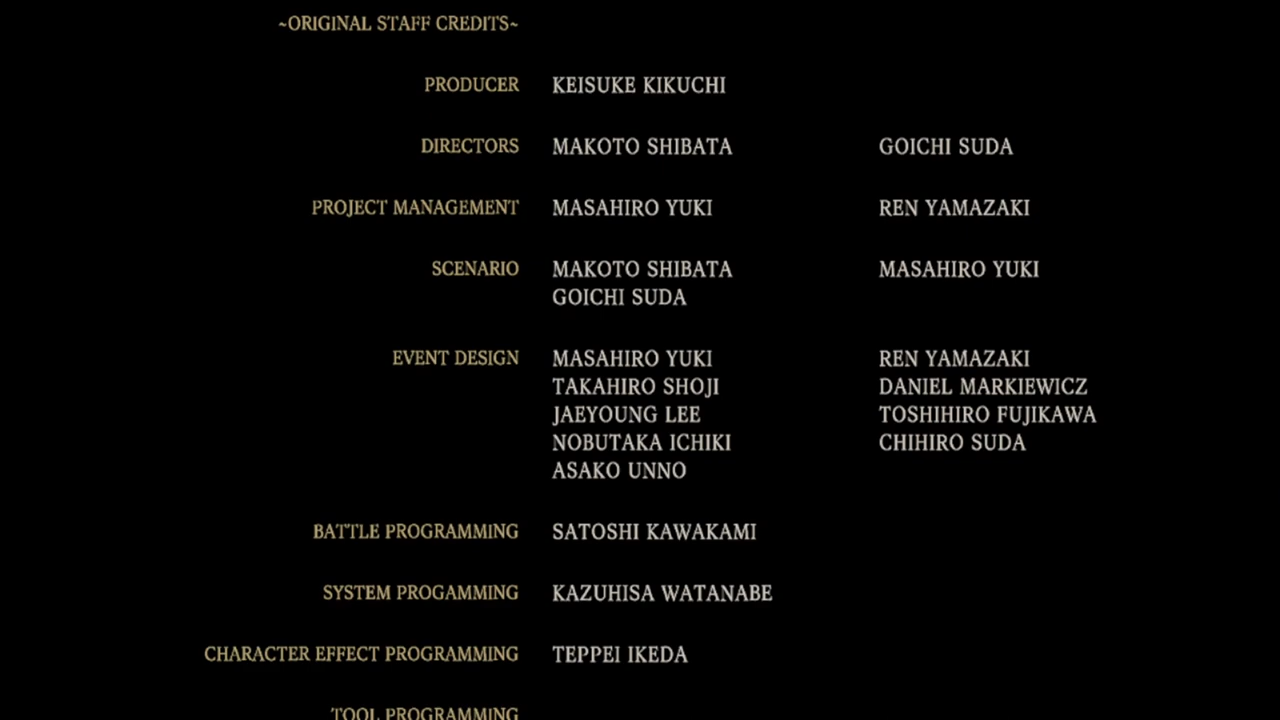 ~ORIGINAL STAFF CREDITS~
PRODUCER KEISUKE KIKUCHI
DIRECTORS MAKOTO SHIBATA GOICHI SUDA
PROJECT MANAGEMENT MASAHIRO YUKI REN YAMAZAKI
SCENARIO MAKOTO SHIBATA MASAHIRO YUKI
GOICHI SUDA
EVENT DESIGN MASAHIRO YUKI REN YAMAZAKI
TAKAHIRO SHOJI DANIEL MARKIEWICZ
JAEYOUNG LEE TOSHIHIRO FUJIKAWA
NOBUTAKA ICHIKI CHIHIRO SUDA
ASAKO UNNO
BATTLE PROGRAMMING SATOSHI KAWAKAMI
SYSTEM PROGAMMING KAZUHISA WATANABE
CHARACTER EFFECT PROGRAMMING TEPPEI IKEDA
TOOL PROGRAMMING